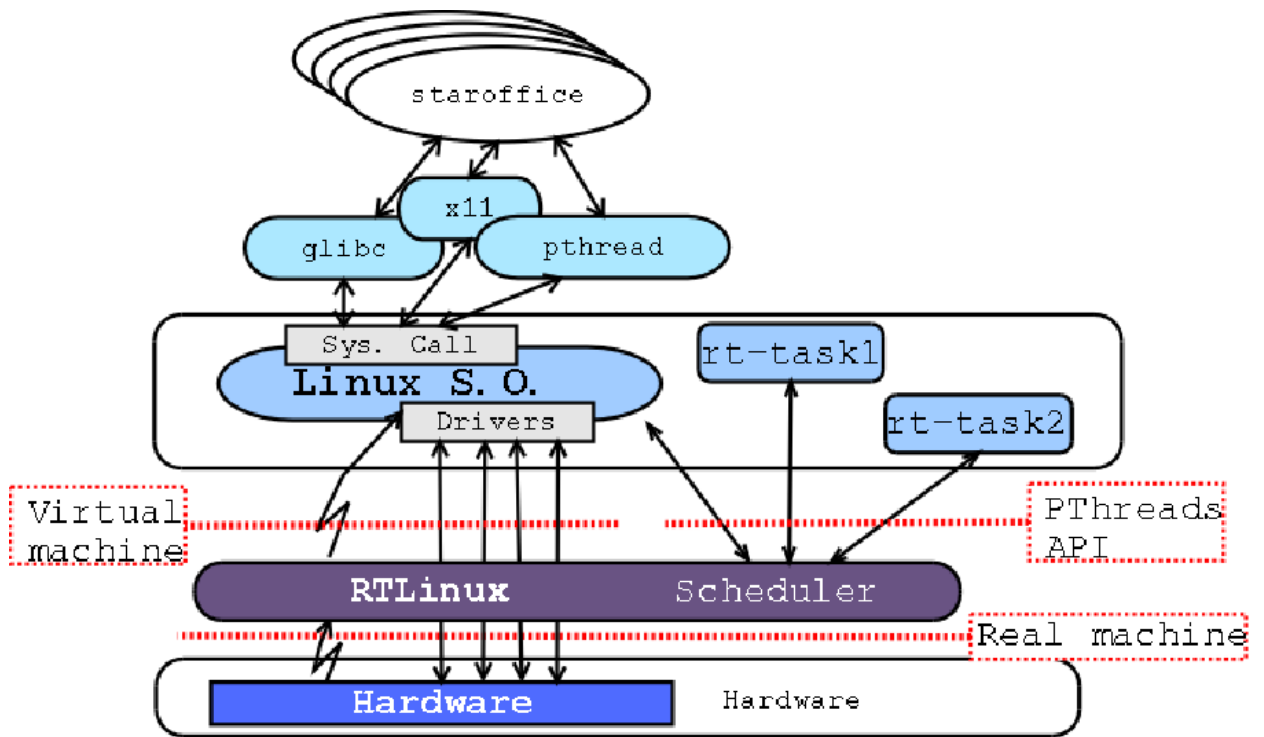 staroffice
x11
glibc
pthread
Sys. Call
Linux S.O.
Drivers
rt-task1
rt-task2
Virtual
machine
PThreads
API
RTLinux
Scheduler
Real machine
Hardware
Hardware